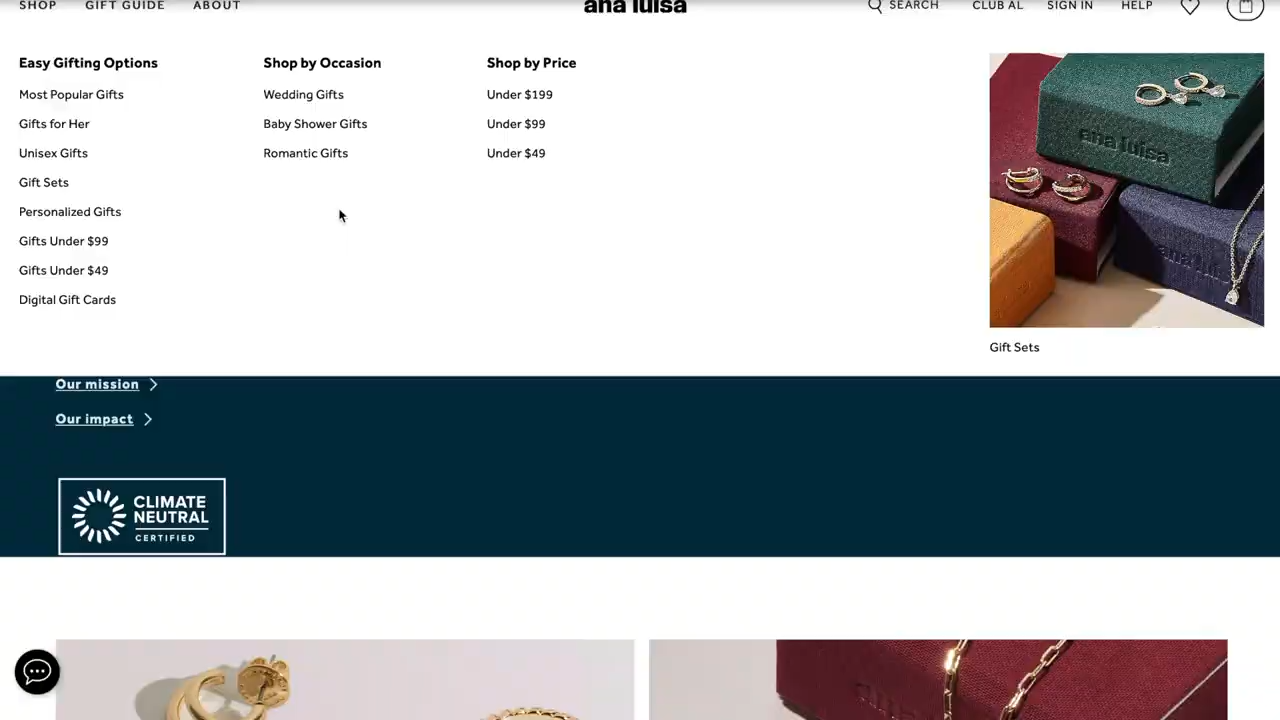 SHOP GIFT GUIDE ABOUT ana luisa SEARCH CLUB AL SIGN IN HELP
Easy Gifting Options
Most Popular Gifts
Gifts for Her
Unisex Gifts
Gift Sets
Personalized Gifts
Gifts Under $99
Gifts Under $49
Digital Gift Cards
Shop by Occasion
Wedding Gifts
Baby Shower Gifts
Romantic Gifts
Shop by Price
Under $199
Under $99
Under $49
ana luisa
Gift Sets
Our mission
Our impact
CLIMATE
NEUTRAL
CERTIFIED